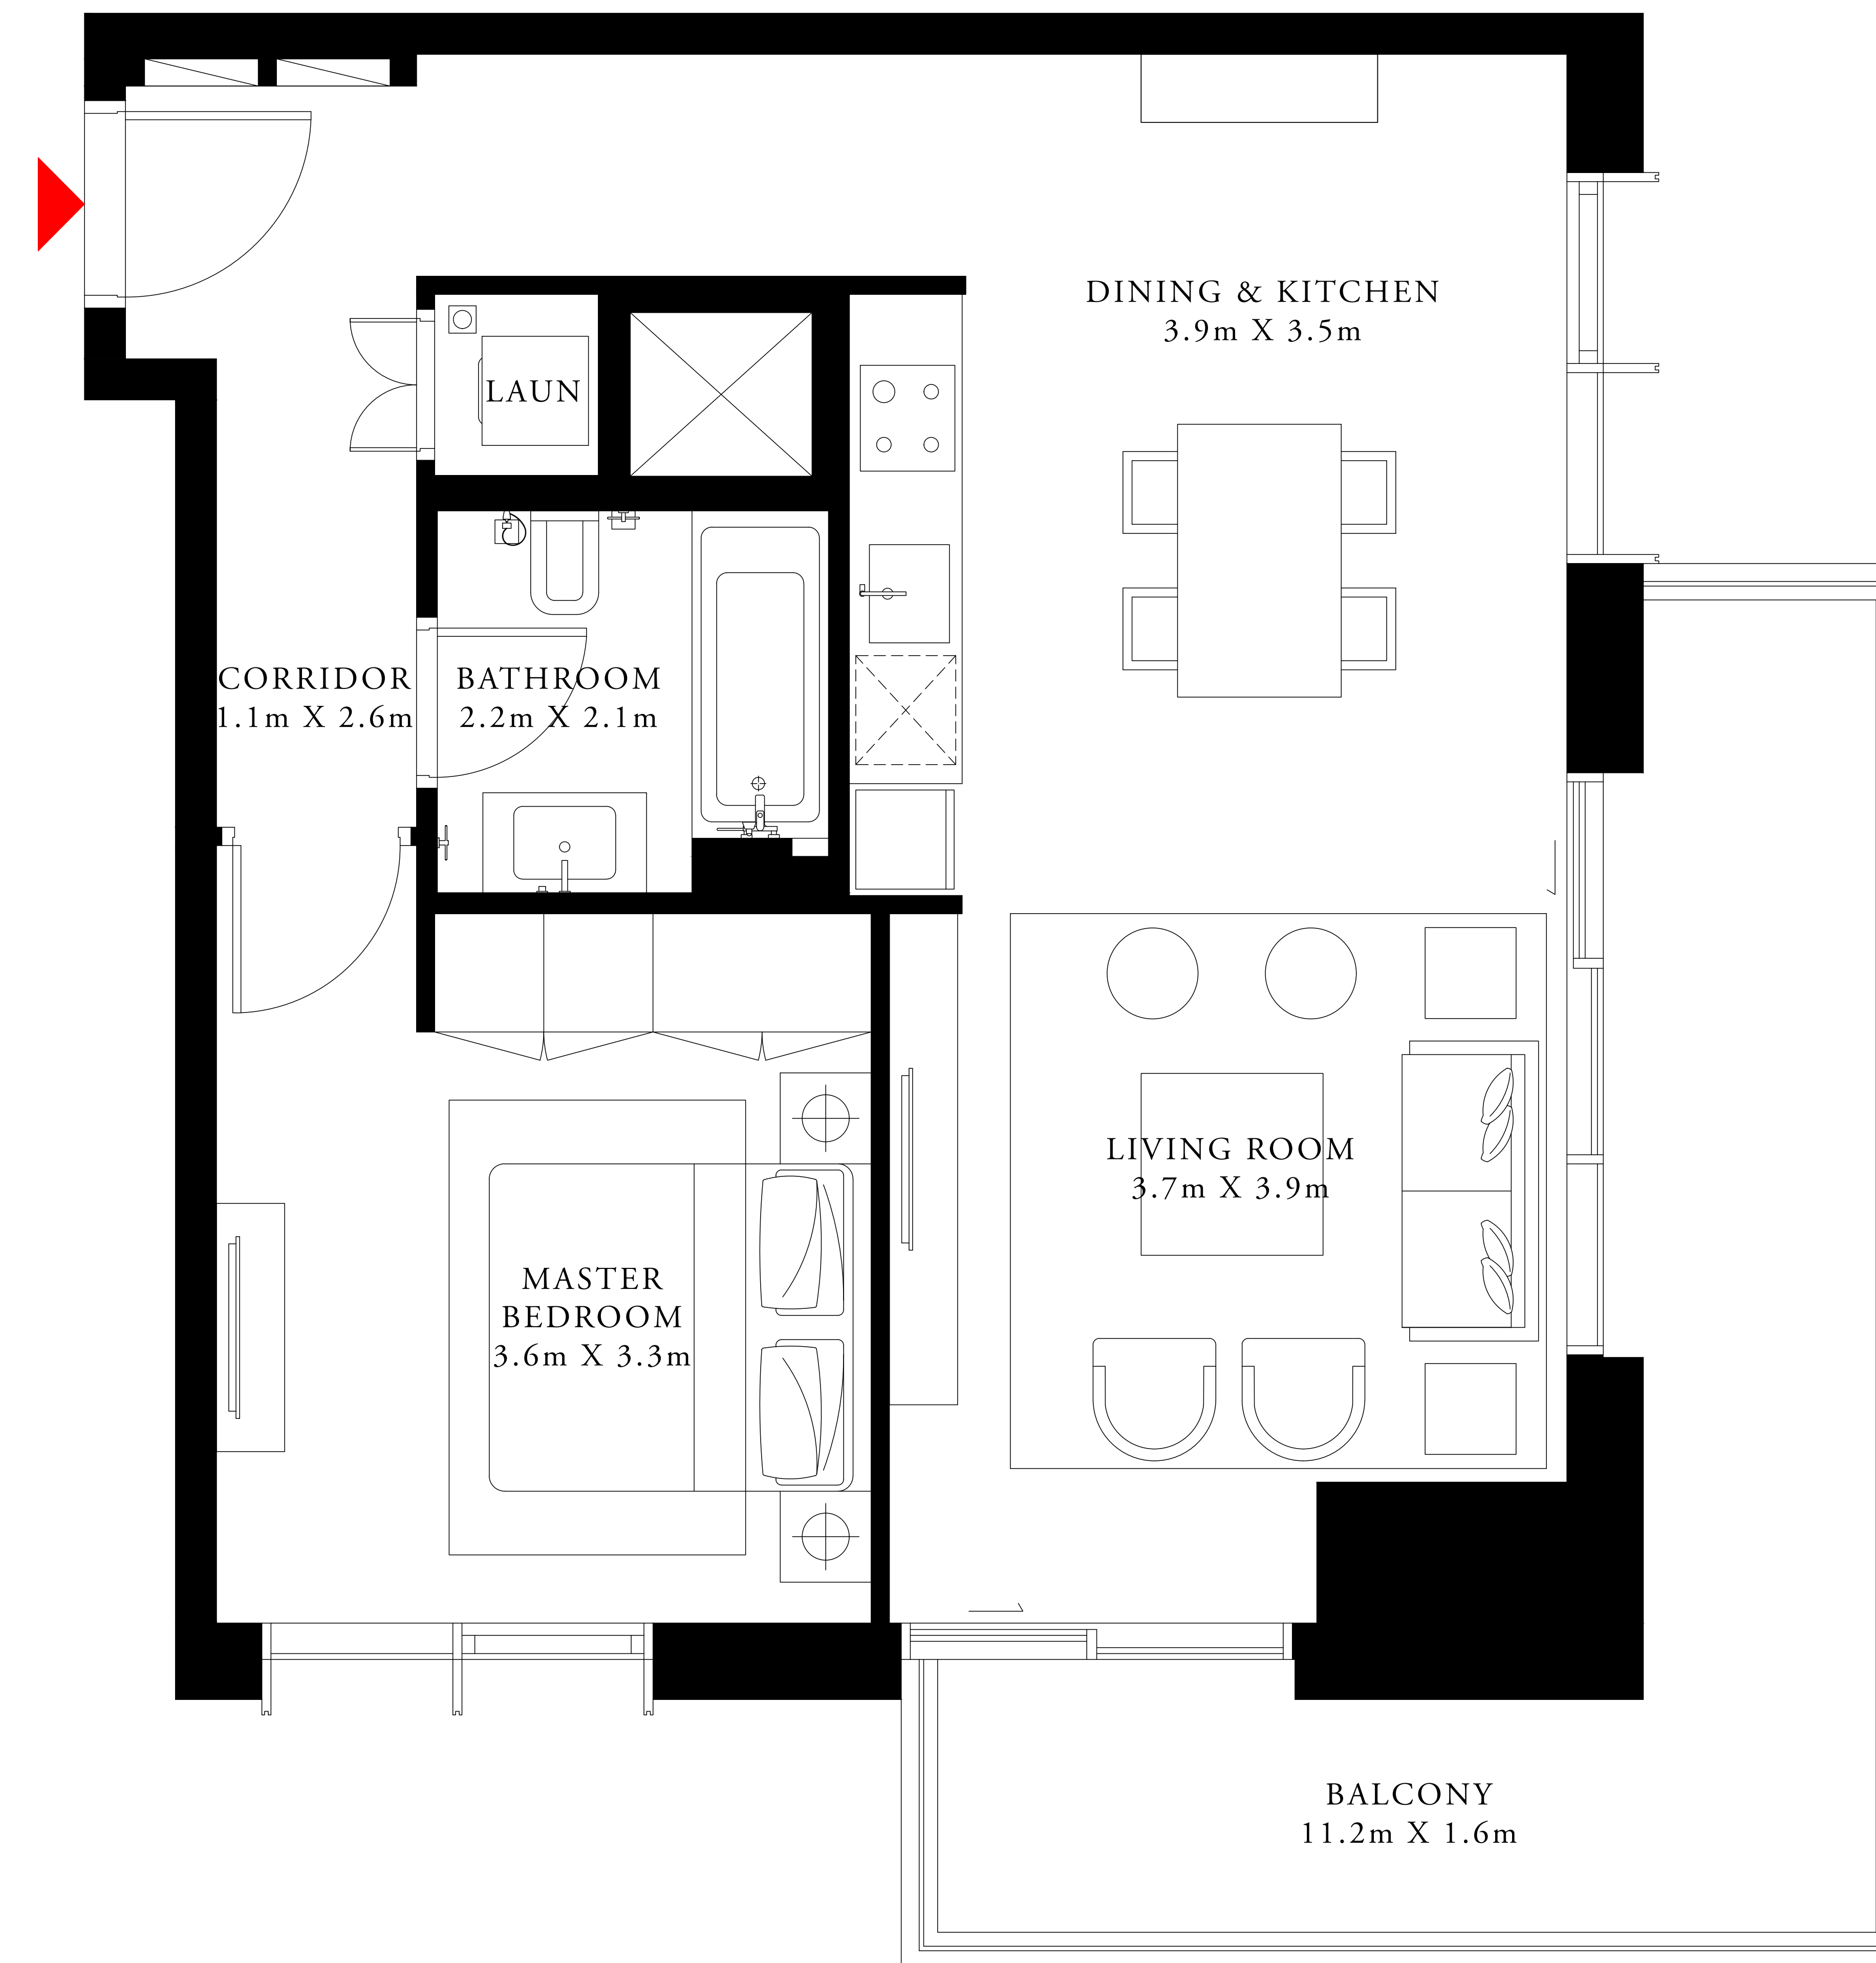 DINING & KITCHEN
3.9m X 3.5m
LAUN
CORRIDOR
1.1m X 2.6m
BATHROOM
2.2m X 2.1m
LIVING ROOM
3.7m X 3.9m
MASTER
BEDROOM
3.6m X 3.3m
BALCONY
11.2m X 1.6m